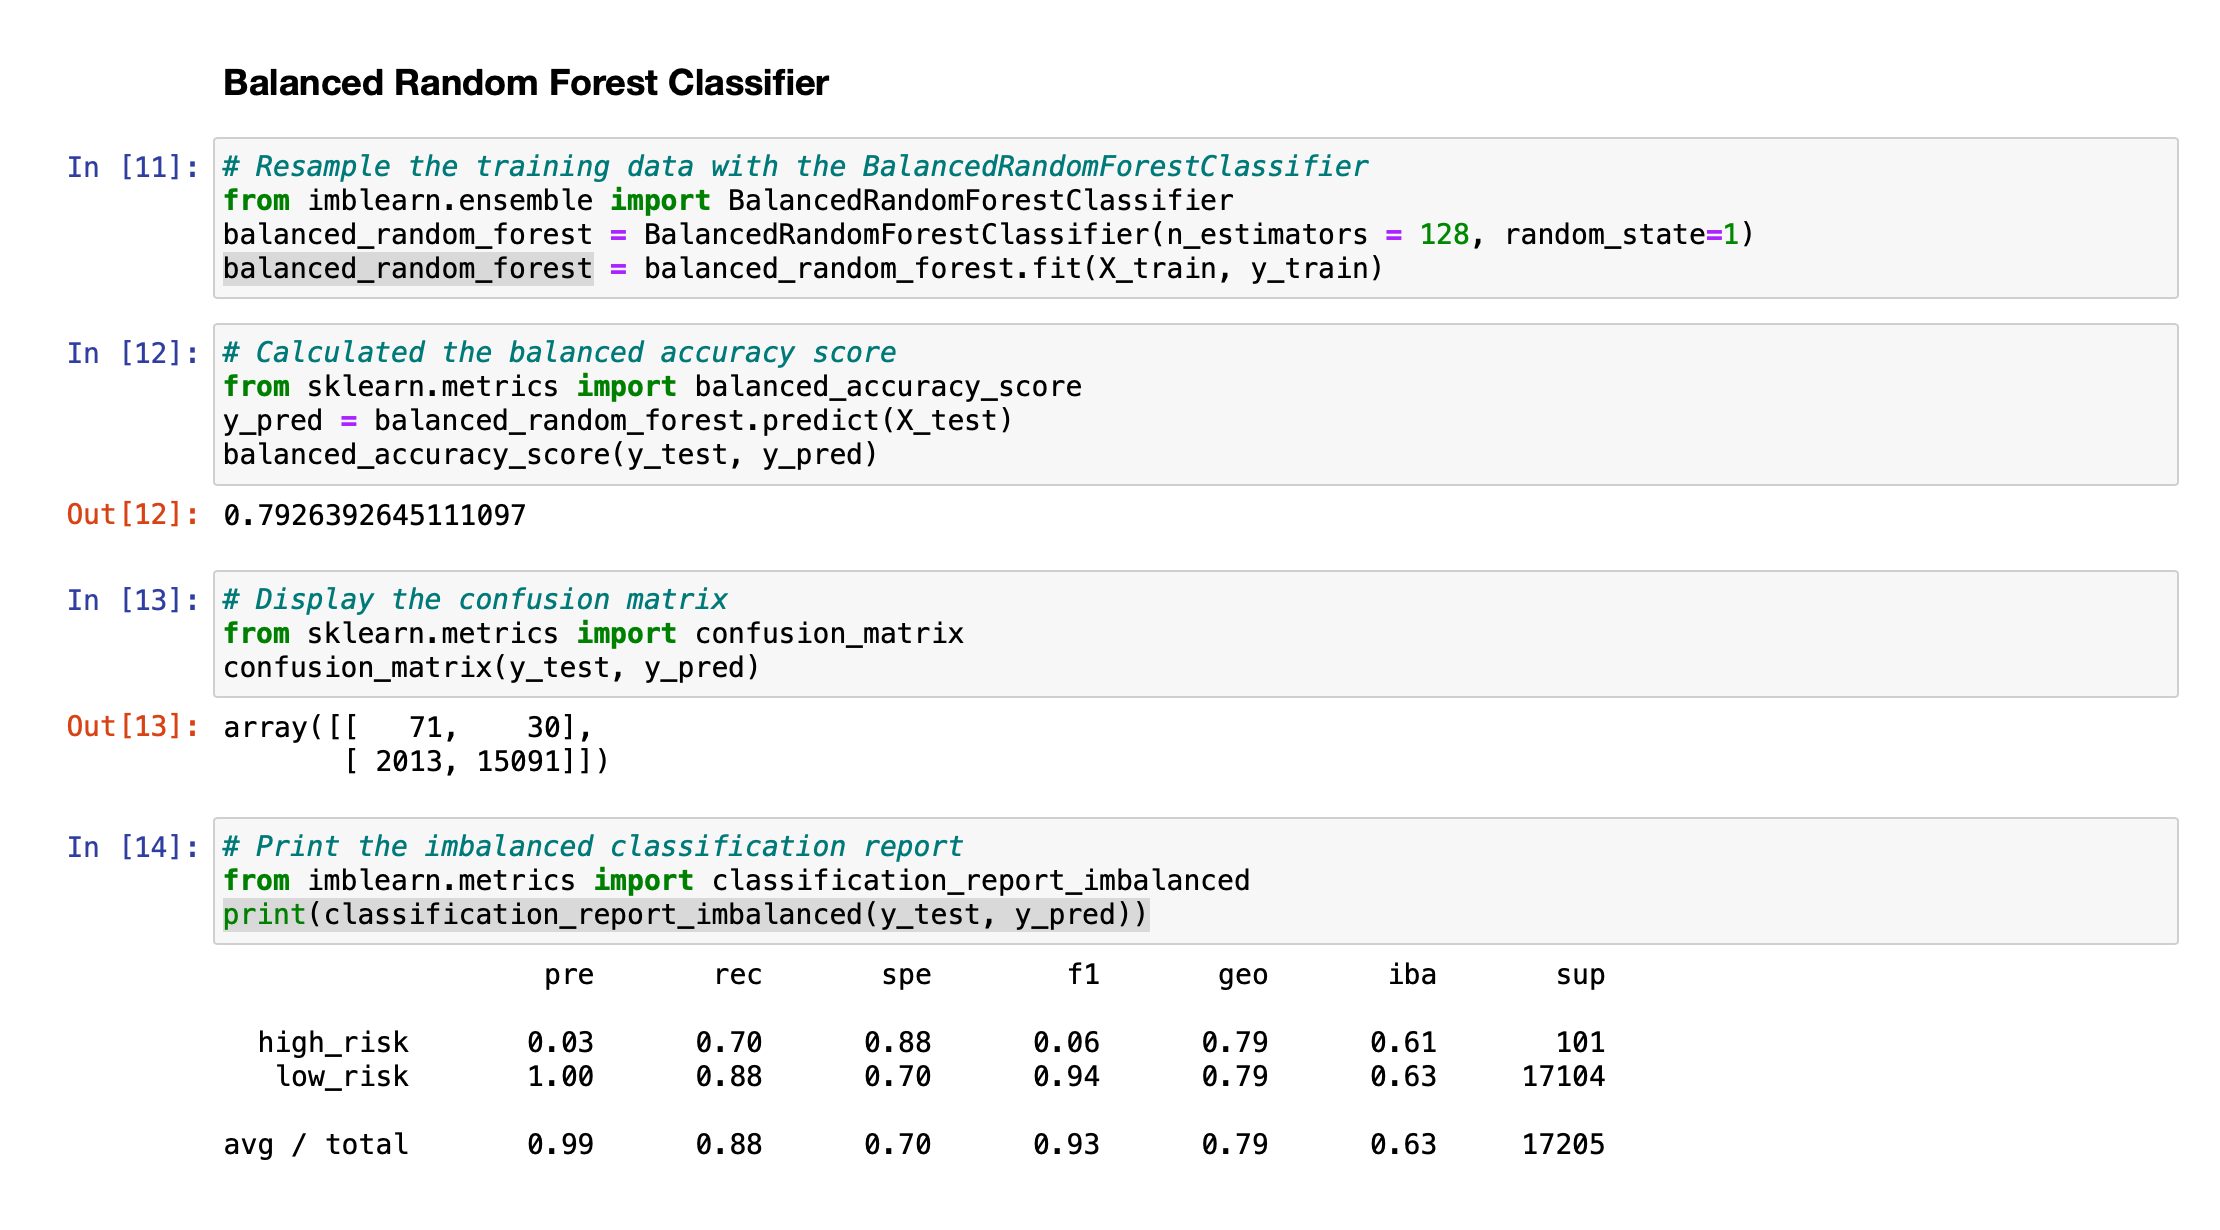 Balanced Random Forest Classifier
In [11]: # Resample the training data with the BalancedRandomForestClassifier
from imblearn.ensemble import BalancedRandomForestClassifier
balanced_random_forest = BalancedRandomForestClassifier(n_estimators = 128, random_state=1)
balanced_random_forest = balanced_random_forest.fit(X_train, y_train)
In [12]: # Calculated the balanced accuracy score
from sklearn.metrics import balanced_accuracy_score
y_pred = balanced_random_forest.predict(X_test)
balanced_accuracy_score(y_test, y_pred)
Out[12]: 0.7926392645111097
In [13]: # Display the confusion matrix
from sklearn.metrics import confusion_matrix
confusion_matrix(y_test, y_pred)
Out[13]: array([[   71,    30],
       [ 2013, 15091]])
In [14]: # Print the imbalanced classification report
from imblearn.metrics import classification_report_imbalanced
print(classification_report_imbalanced(y_test, y_pred))
pre rec spe f1 geo iba sup
high_risk 0.03 0.70 0.88 0.06 0.79 0.61 101
low_risk 1.00 0.88 0.70 0.94 0.79 0.63 17104
avg / total 0.99 0.88 0.70 0.93 0.79 0.63 17205